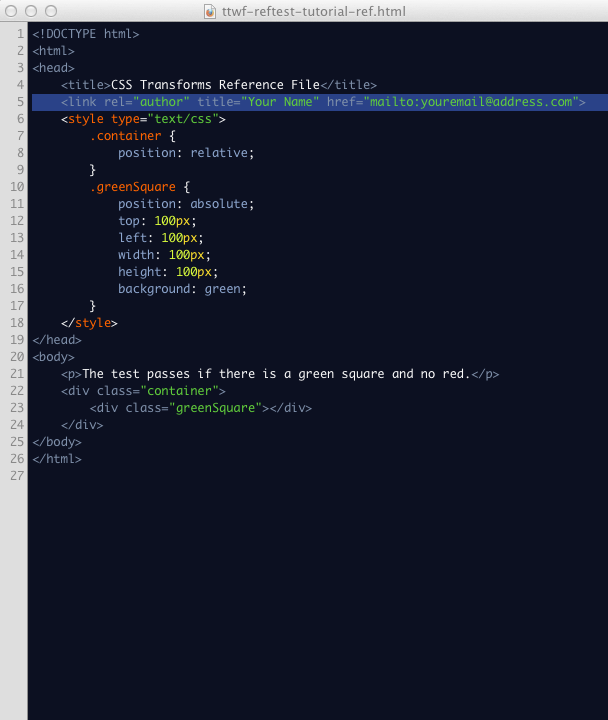 ttwf-reftest-tutorial-ref.html
1 <!DOCTYPE html>
2 <html>
3 <head>
4     <title>CSS Transforms Reference File</title>
5     <link rel="author" title="Your Name" href="mailto:youremail@address.com">
6     <style type="text/css">
7         .container {
8             position: relative;
9         }
10         .greenSquare {
11             position: absolute;
12             top: 100px;
13             left: 100px;
14             width: 100px;
15             height: 100px;
16             background: green;
17         }
18     </style>
19 </head>
20 <body>
21     <p>The test passes if there is a green square and no red.</p>
22     <div class="container">
23         <div class="greenSquare"></div>
24     </div>
25 </body>
26 </html>
27